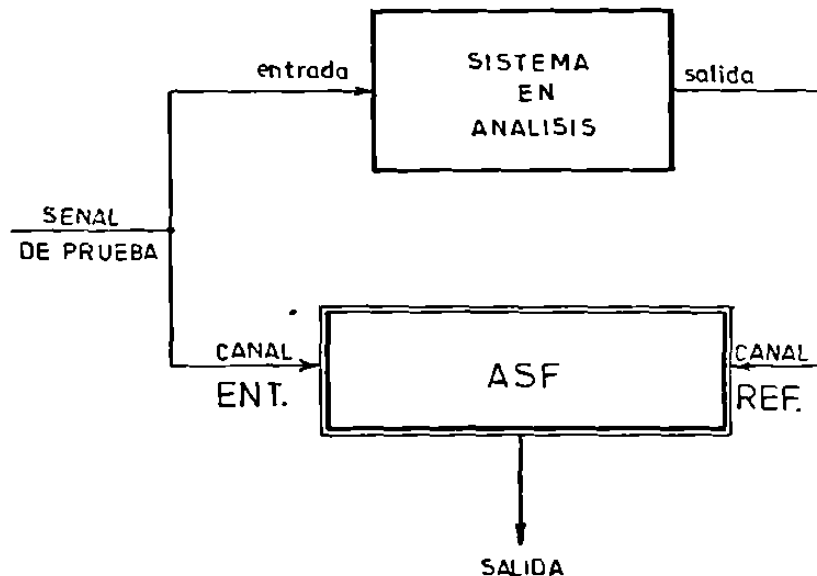 entrada
SISTEMA
EN
ANALISIS
salida
SENAL
DE PRUEBA
CANAL
ENT.
ASF
CANAL
REF.
SALIDA